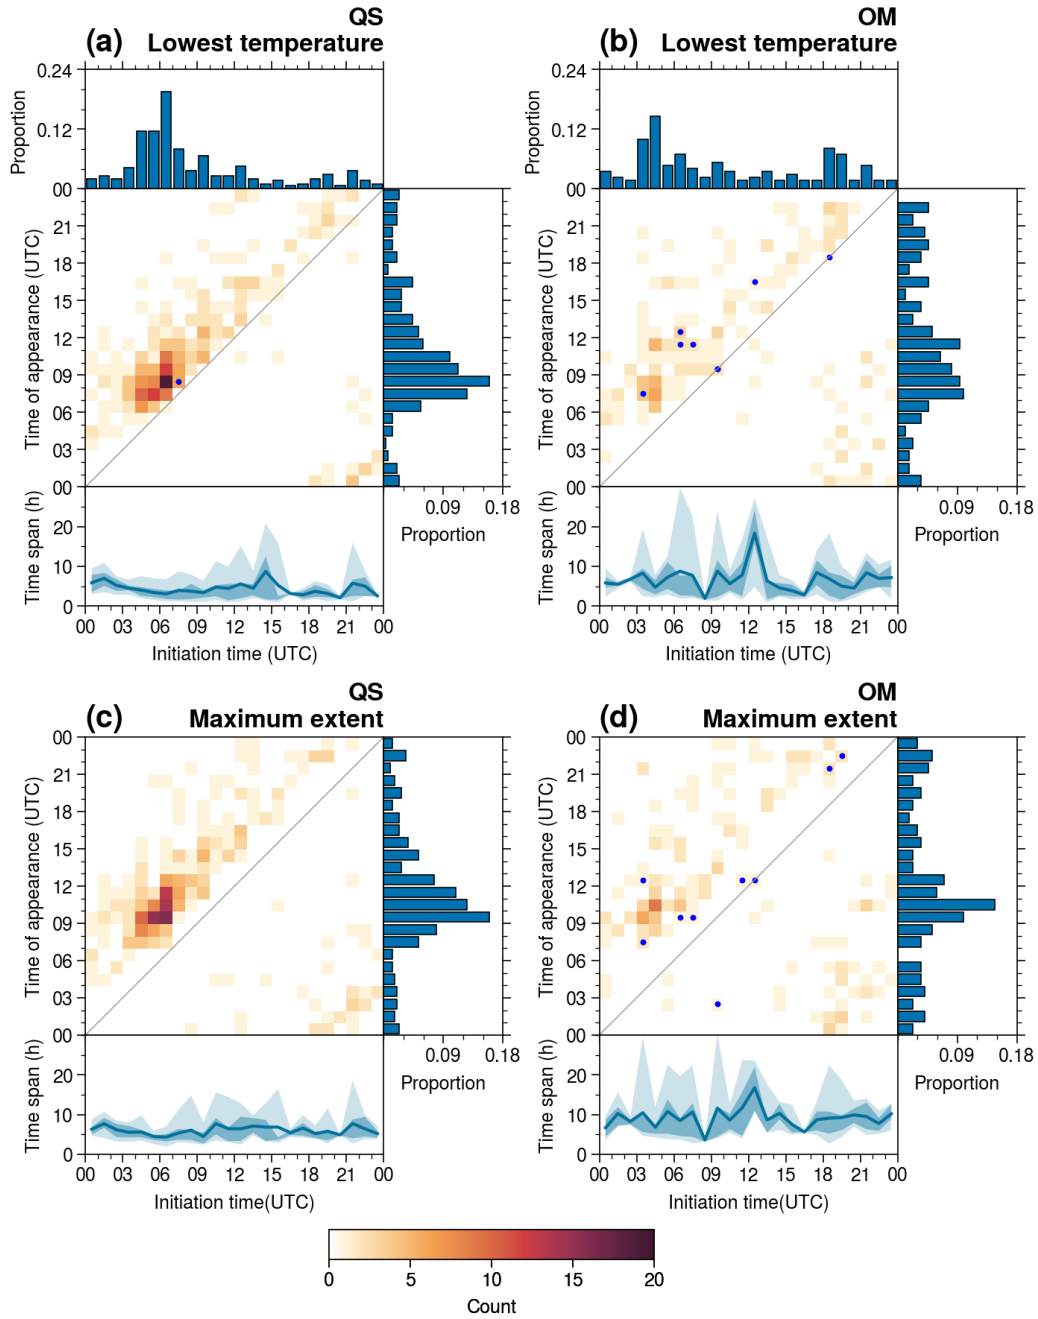 QS
(a) Lowest temperature
OM
(b) Lowest temperature
0.24
0.12
00
Proportion
0.24
0.12
00
Proportion
21
18
15
12
09
06
03
00
Time of appearance (UTC)
21
18
15
12
09
06
03
00
Time of appearance (UTC)
0.09 0.18
Proportion
0.09 0.18
Proportion
20
10
0
Time span (h)
20
10
0
Time span (h)
00 03 06 09 12 15 18 21 00
Initiation time (UTC)
00 03 06 09 12 15 18 21 00
Initiation time (UTC)
QS
(c) Maximum extent
OM
(d) Maximum extent
00
21
18
15
12
09
06
03
00
Time of appearance (UTC)
00
21
18
15
12
09
06
03
00
Time of appearance (UTC)
0.09 0.18
Proportion
0.09 0.18
Proportion
20
10
0
Time span (h)
20
10
0
Time span (h)
00 03 06 09 12 15 18 21 00
Initiation time(UTC)
00 03 06 09 12 15 18 21 00
Initiation time(UTC)
0 5 10 15 20
Count